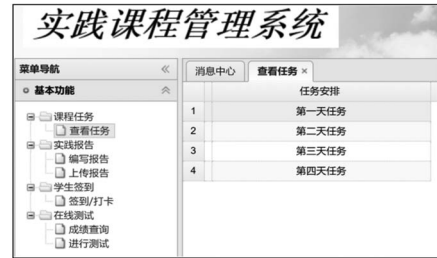 实践课程管理系统
菜单导航
基本功能
课程任务
查看任务
实践报告
编写报告
上传报告
学生签到
签到/打卡
在线测试
成绩查询
进行测试
消息中心 查看任务 ×
任务安排
1 第一天任务
2 第二天任务
3 第三天任务
4 第四天任务